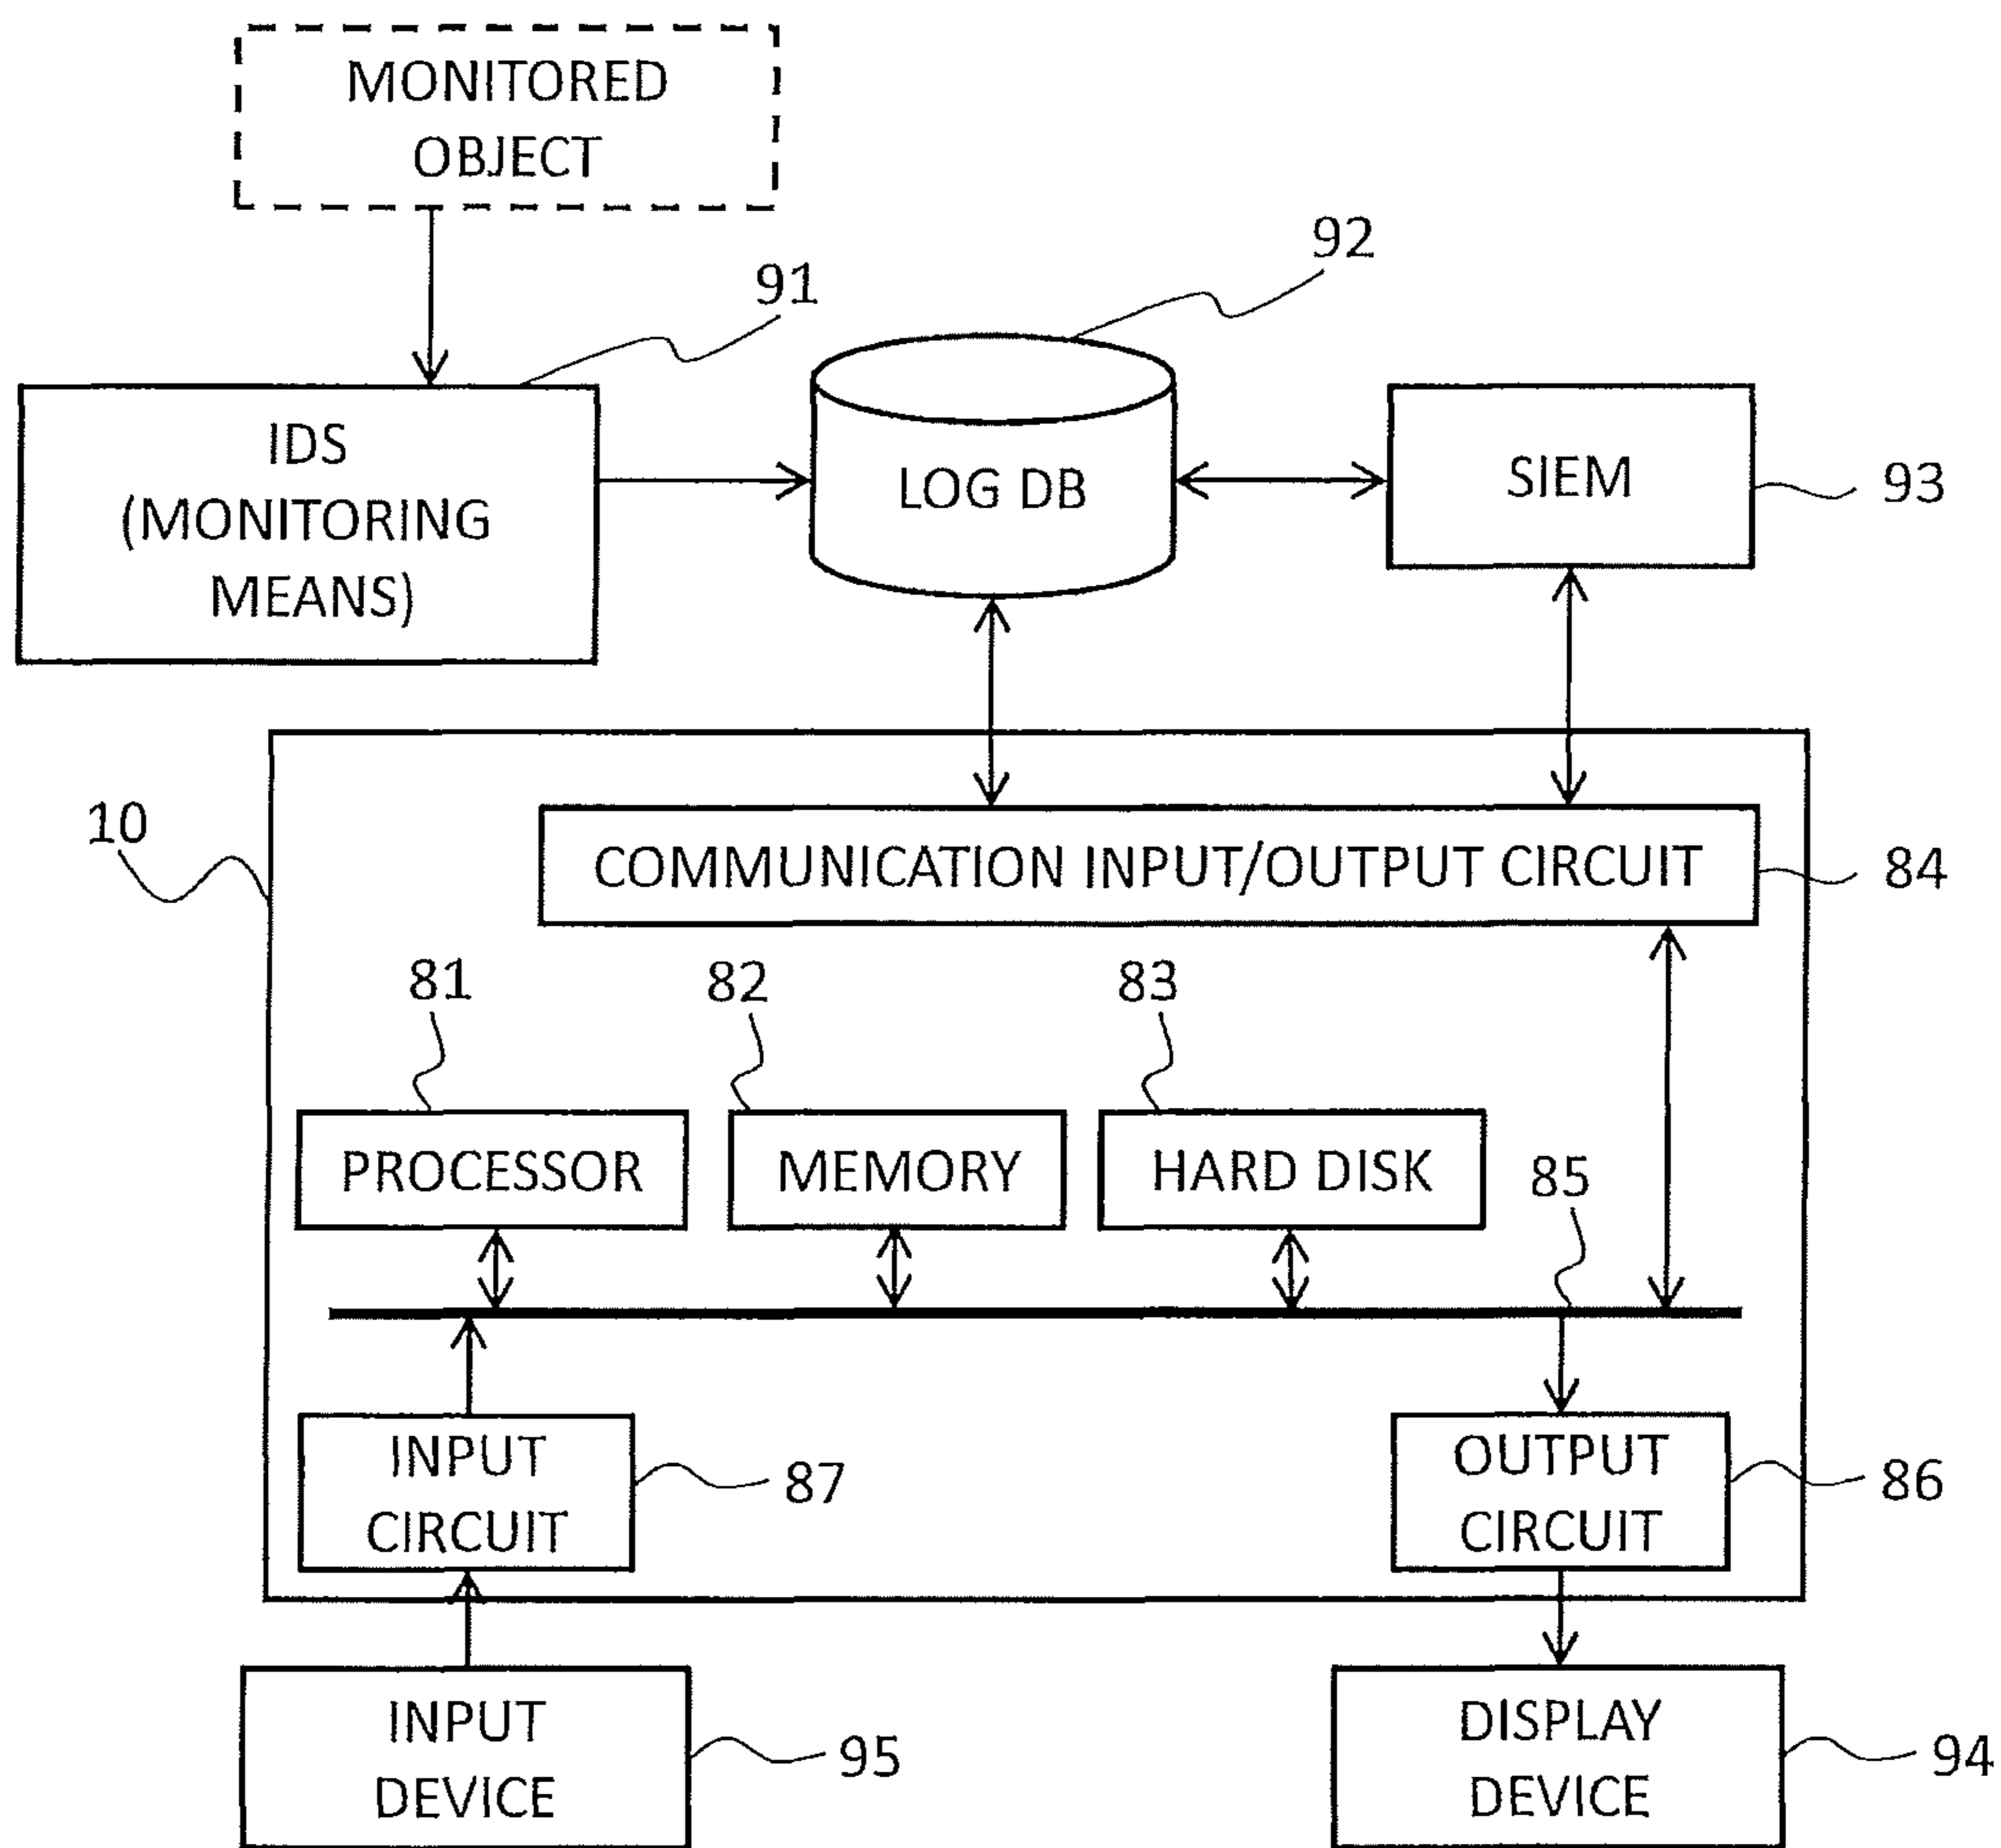 MONITORED
OBJECT
92
91
IDS
(MONITORING
MEANS)
LOG DB
SIEM
93
10
COMMUNICATION INPUT/OUTPUT CIRCUIT
84
81
82
83
PROCESSOR
MEMORY
HARD DISK
85
INPUT
CIRCUIT
87
OUTPUT
CIRCUIT
86
INPUT
DEVICE
95
DISPLAY
DEVICE
94